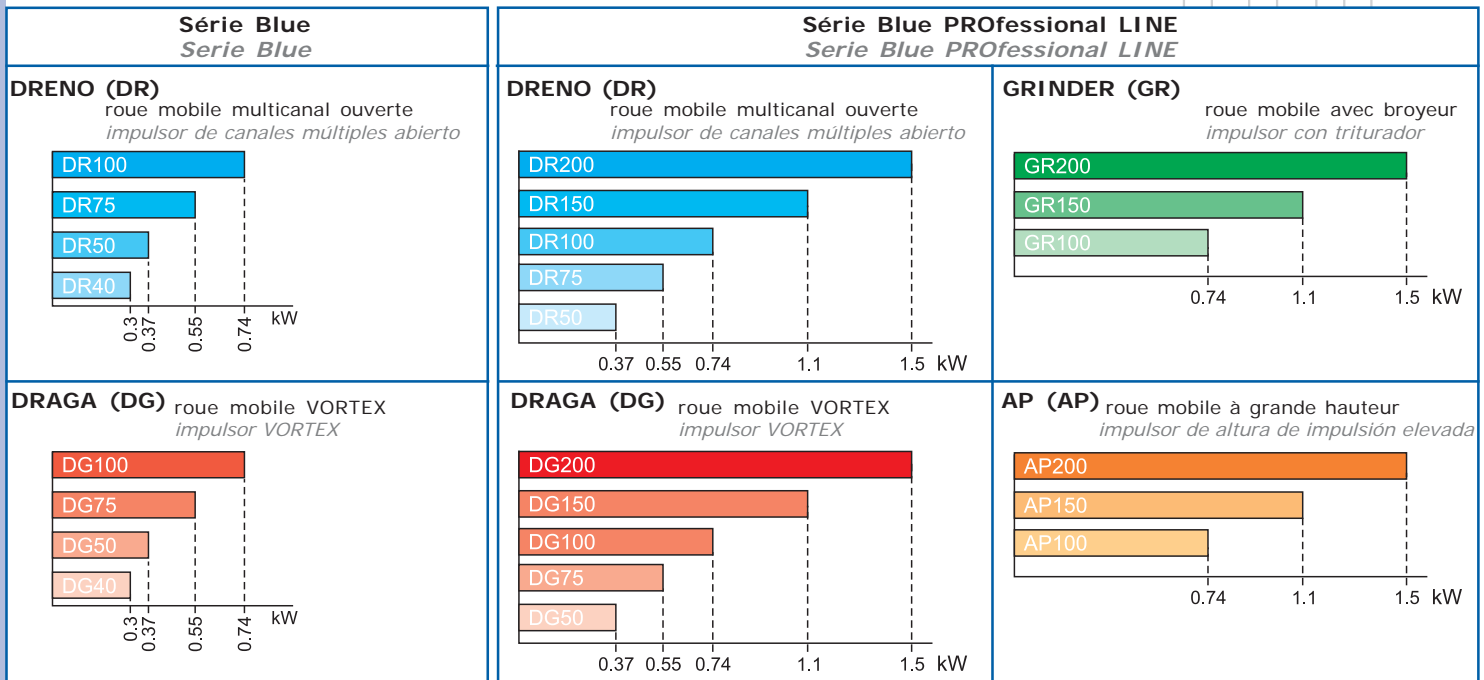 Série Blue
Serie Blue
Série Blue PROfessional LINE
Serie Blue PROfessional LINE
DRENO (DR)
roue mobile multicanal ouverte
impulsor de canales múltiples abierto
DR100
DR75
DR50
DR40
0.3
0.37
0.55
0.74
kW
DRENO (DR)
roue mobile multicanal ouverte
impulsor de canales múltiples abierto
DR200
DR150
DR100
DR75
DR50
0.37 0.55 0.74 1.1 1.5 kW
GRINDER (GR)
roue mobile avec broyeur
impulsor con triturador
GR200
GR150
GR100
0.74 1.1 1.5 kW
DRAGA (DG) roue mobile VORTEX
impulsor VORTEX
DG100
DG75
DG50
DG40
0.3
0.37
0.55
0.74
kW
DRAGA (DG) roue mobile VORTEX
impulsor VORTEX
DG200
DG150
DG100
DG75
DG50
0.37 0.55 0.74 1.1 1.5 kW
AP (AP) roue mobile à grande hauteur
impulsor de altura de impulsión elevada
AP200
AP150
AP100
0.74 1.1 1.5 kW